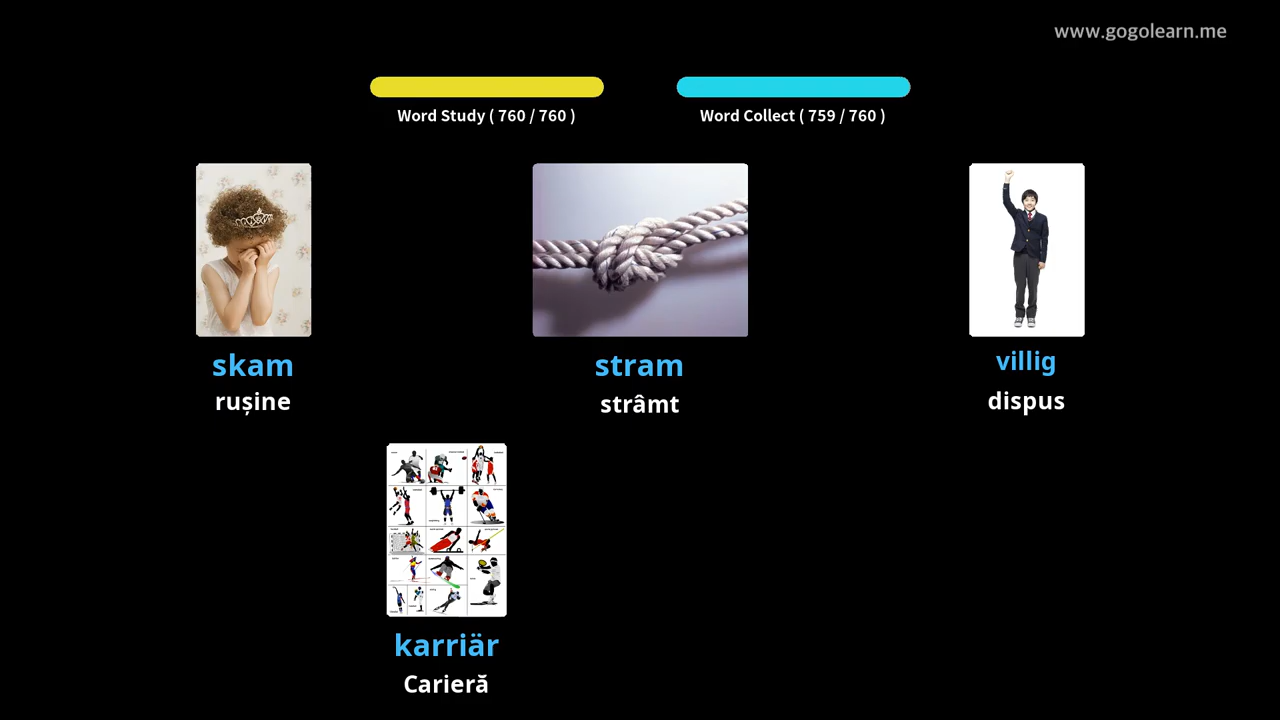 www.gogolearn.me
Word Study ( 760 / 760 )
Word Collect ( 759 / 760 )
skam
rușine
stram
strâmt
villig
dispus
karriär
Carieră